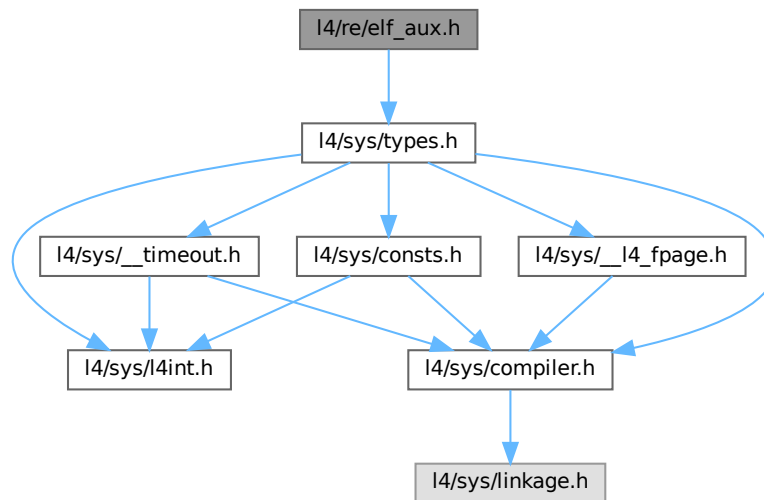 l4/re/elf_aux.h
l4/sys/types.h
l4/sys/__timeout.h
l4/sys/consts.h
l4/sys/__l4_fpage.h
l4/sys/l4int.h
l4/sys/compiler.h
l4/sys/linkage.h